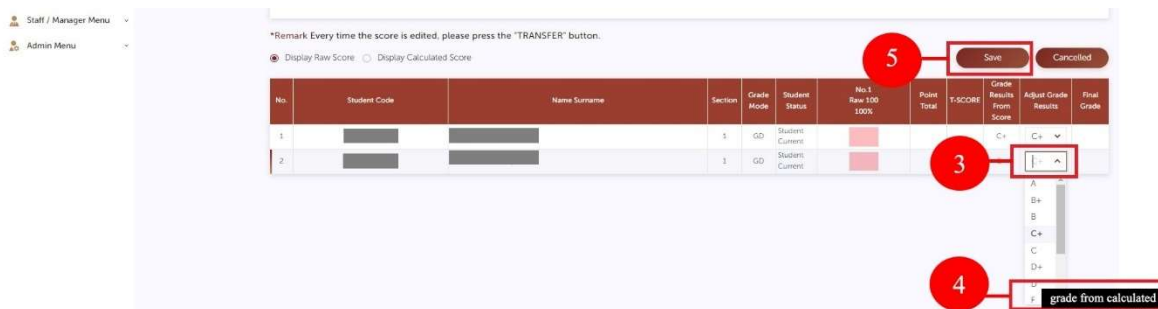 Staff / Manager Menu
Admin Menu
*Remark Every time the score is edited, please press the "TRANSFER" button.
Display Raw Score Display Calculated Score
5
Save
Cancelled
No. Student Code Name Surname Section Grade Mode Student Status No.1 Raw 100 100% Point Total T-SCORE Grade Results From Score Adjust Grade Results Final Grade
1 1 GD Student Current C+ C+
2 1 GD Student Current
3
A
B+
B
C+
C
D+
D
F
4
grade from calculated